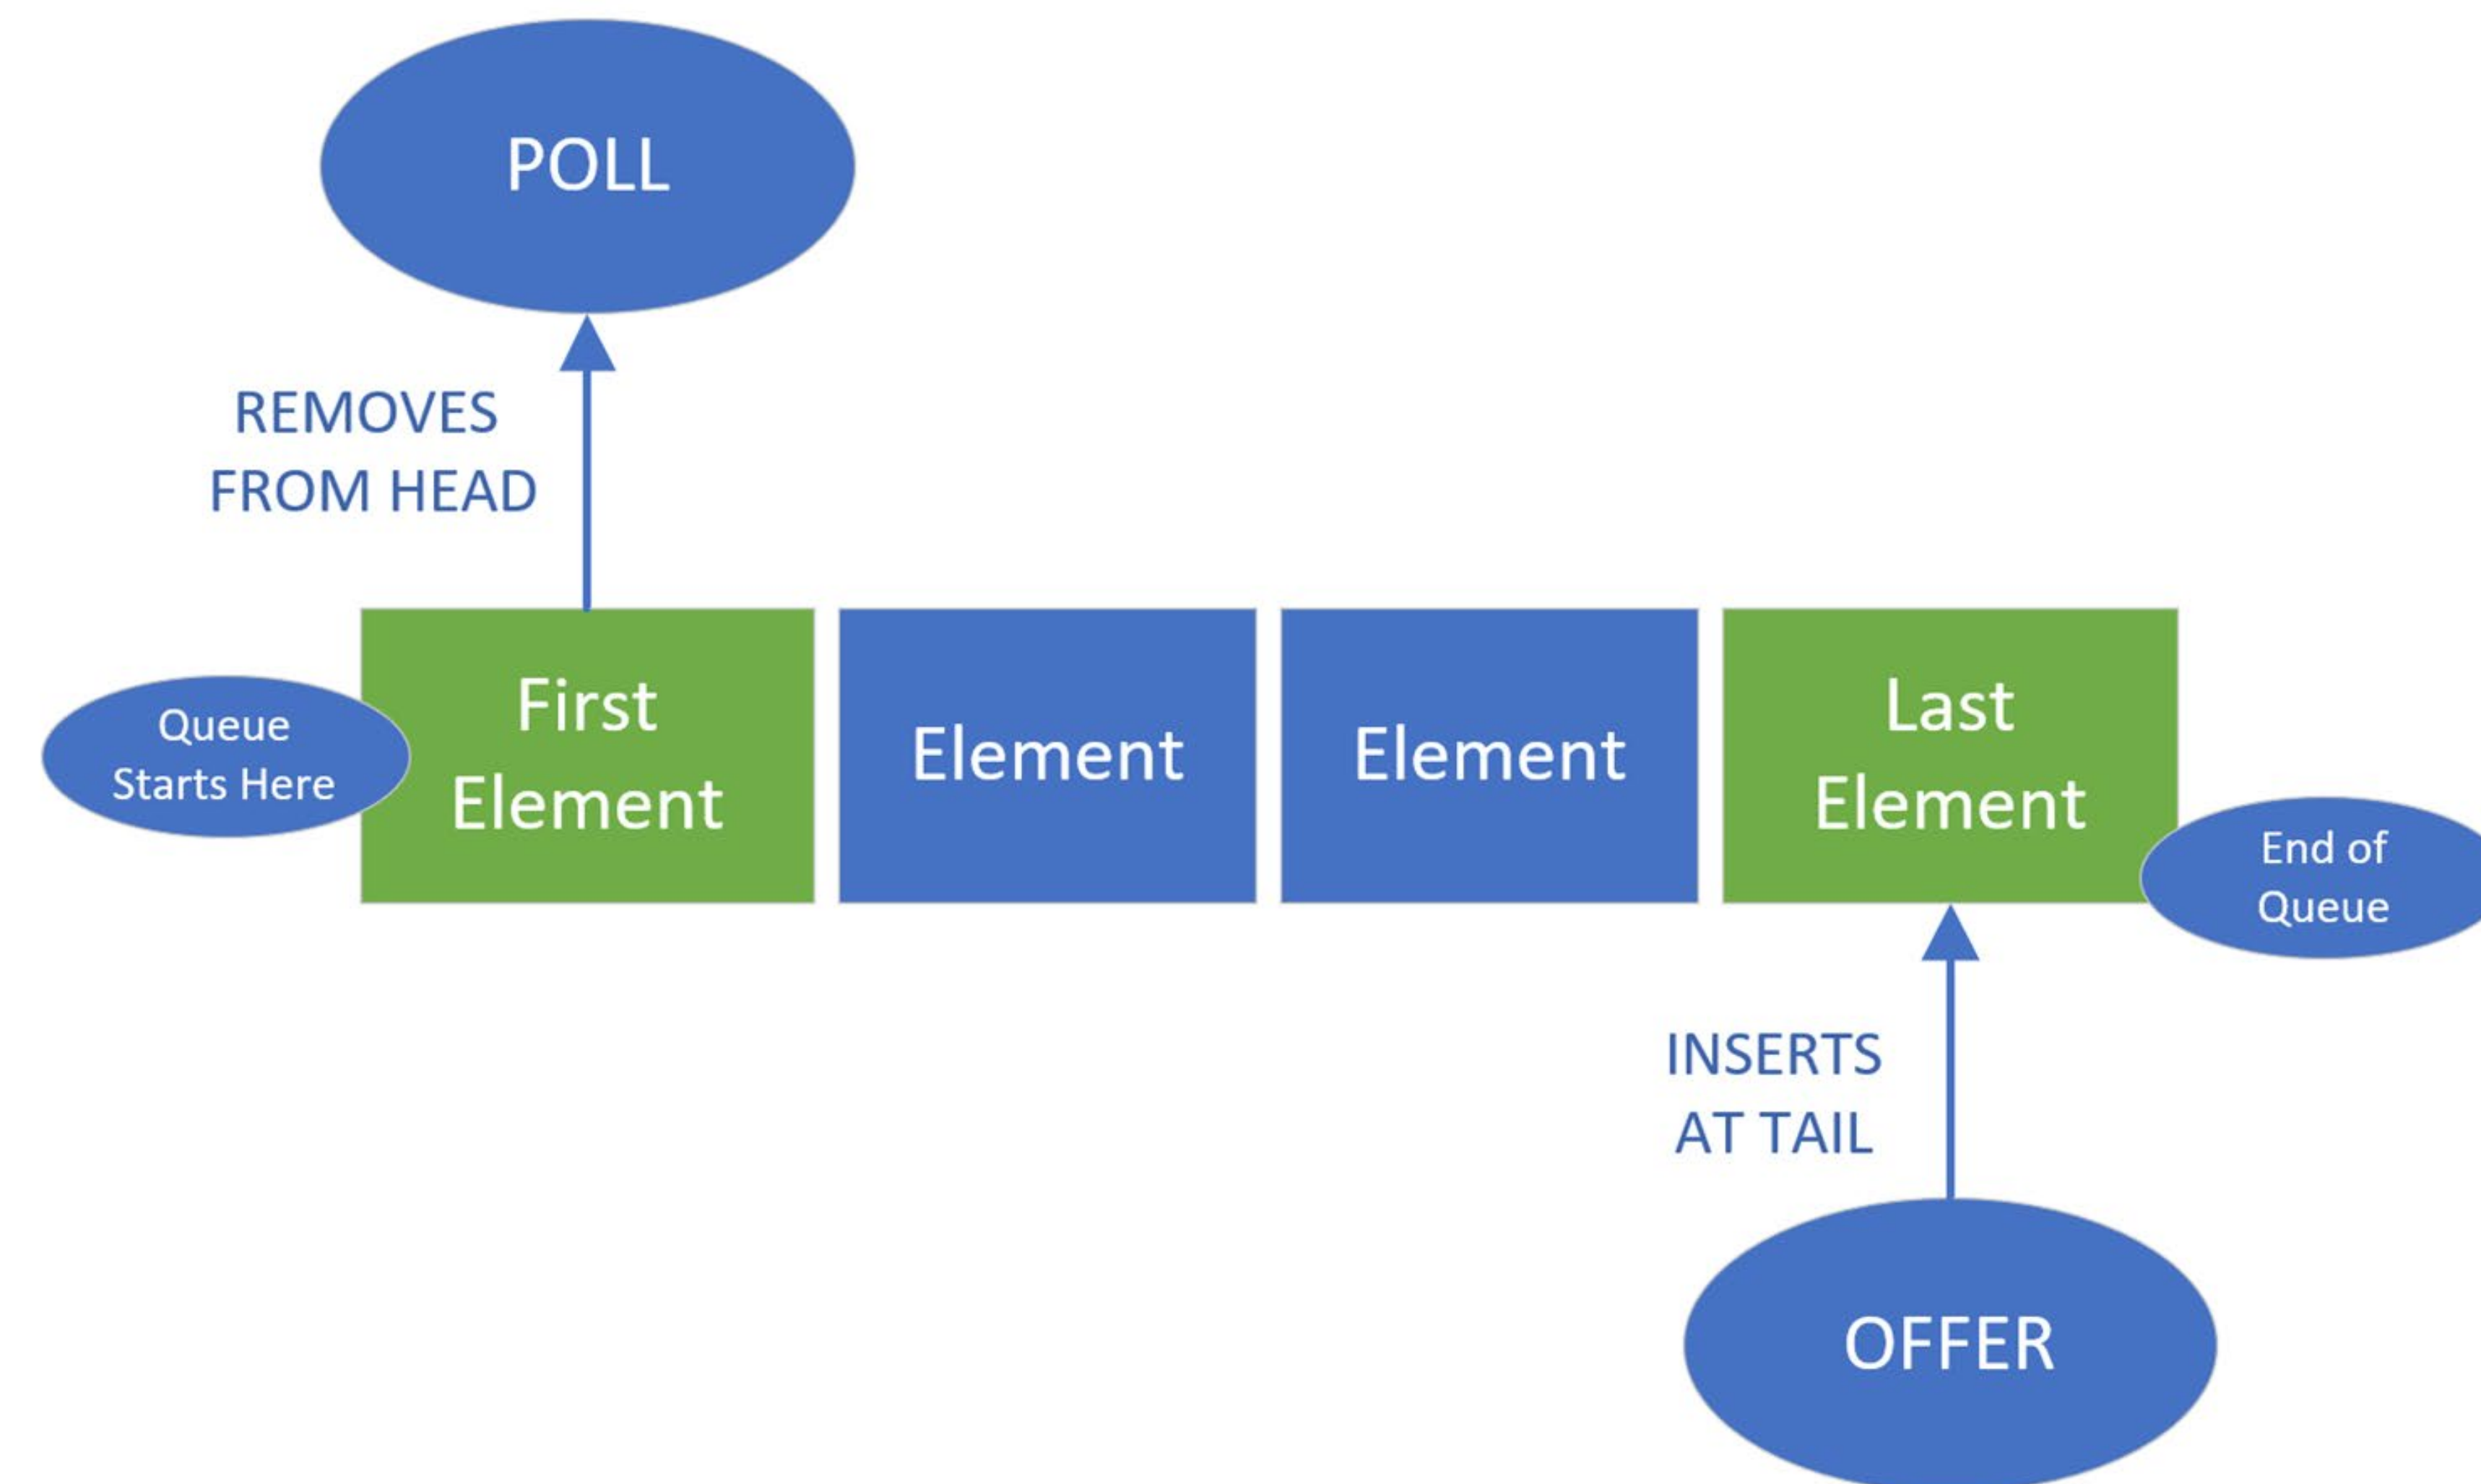 POLL
REMOVES
FROM HEAD
Queue
Starts Here
First
Element
Element
Element
Last
Element
End of
Queue
INSERTS
AT TAIL
OFFER